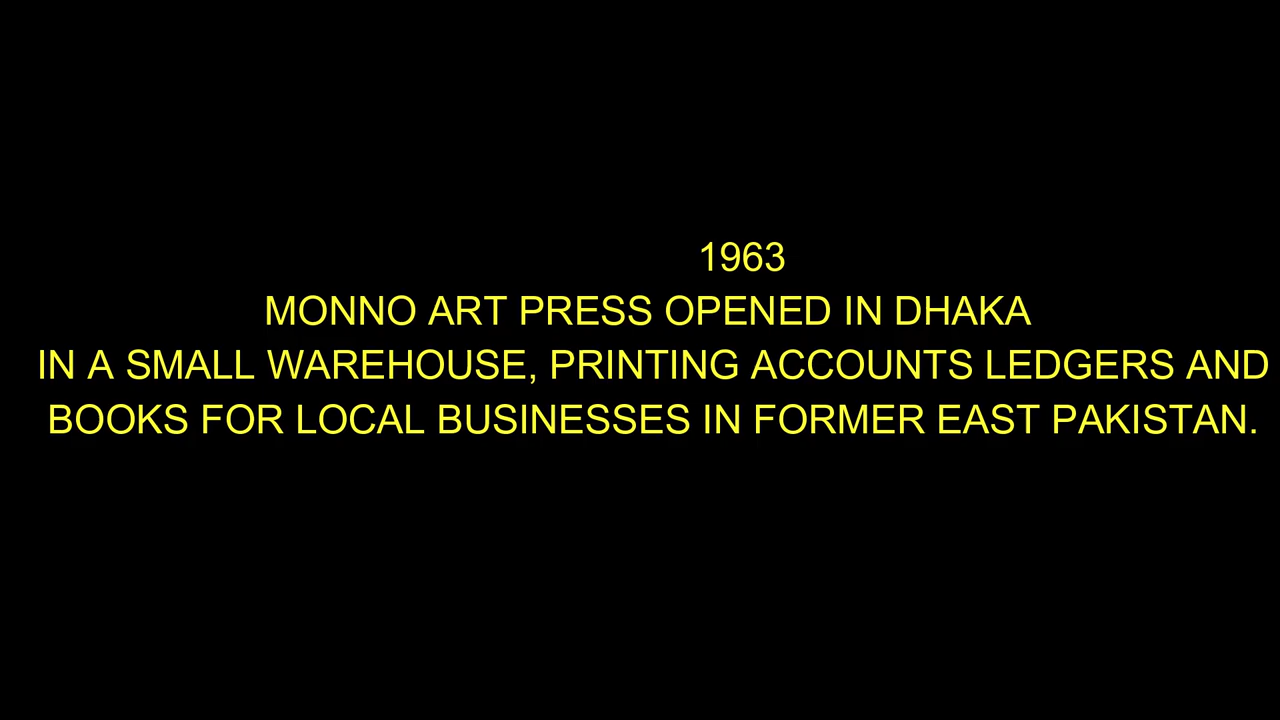 1963
MONNO ART PRESS OPENED IN DHAKA
IN A SMALL WAREHOUSE, PRINTING ACCOUNTS LEDGERS AND
BOOKS FOR LOCAL BUSINESSES IN FORMER EAST PAKISTAN.